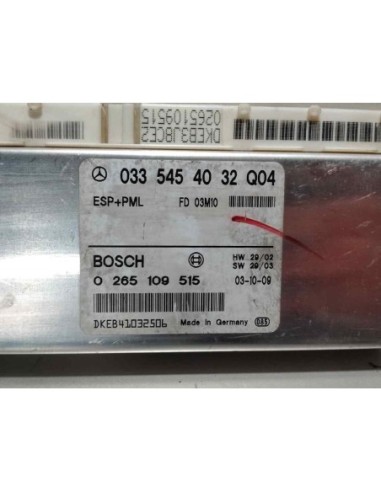 DKEB3JBCE2
0265109515
033 545 40 32 Q04
ESP+PML FD 03M10
BOSCH HW 29/02
SW 29/03
0 265 109 515 03-10-09
DKEB41032506 Made in Germany